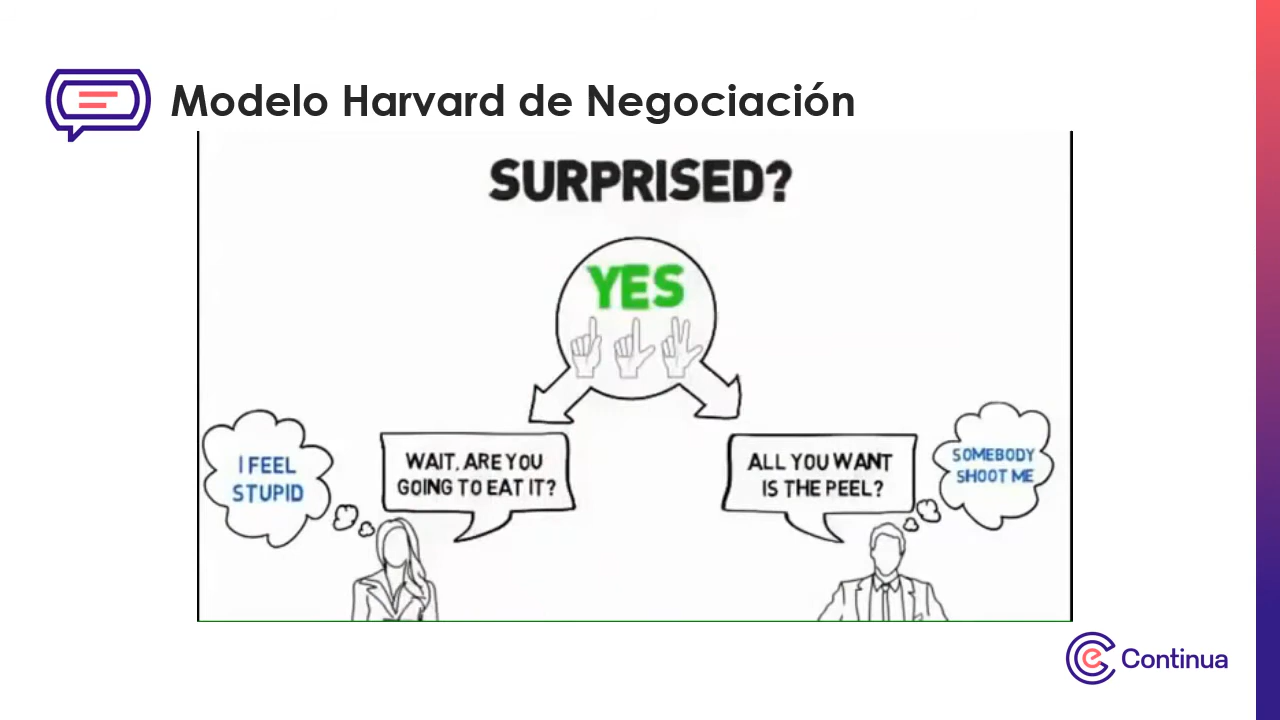 Modelo Harvard de Negociación
SURPRISED?
YES
I FEEL
STUPID
WAIT, ARE YOU
GOING TO EAT IT?
ALL YOU WANT
IS THE PEEL?
SOMEBODY
SHOOT ME
e Continua